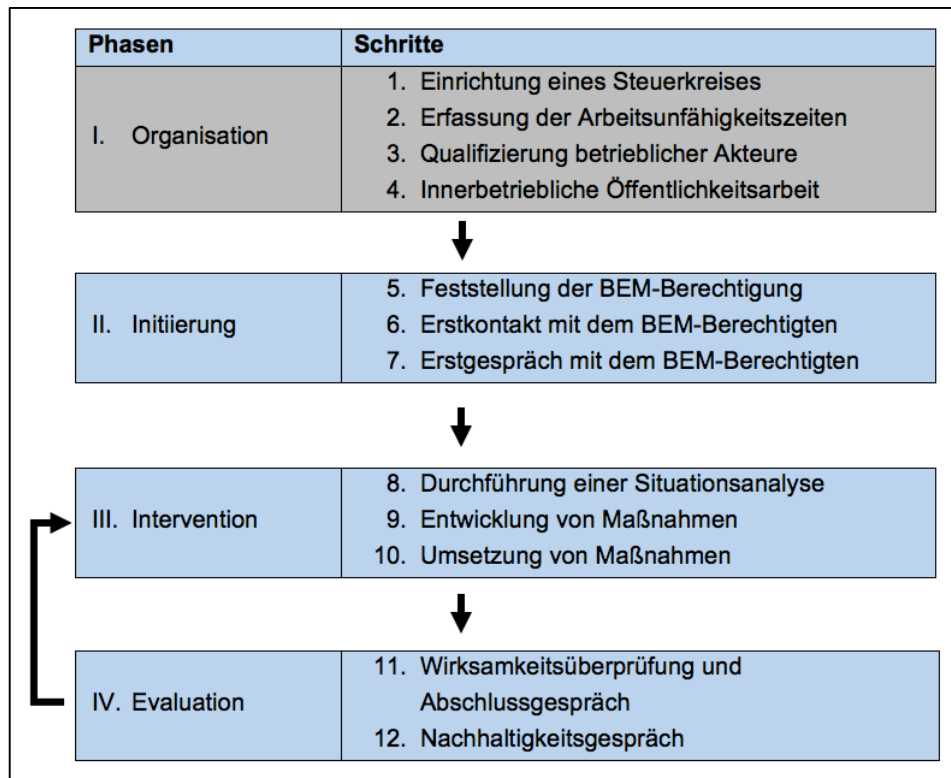 Phasen Schritte
I. Organisation
1. Einrichtung eines Steuerkreises
2. Erfassung der Arbeitsunfähigkeitszeiten
3. Qualifizierung betrieblicher Akteure
4. Innerbetriebliche Öffentlichkeitsarbeit
II. Initiierung
5. Feststellung der BEM-Berechtigung
6. Erstkontakt mit dem BEM-Berechtigten
7. Erstgespräch mit dem BEM-Berechtigten
III. Intervention
8. Durchführung einer Situationsanalyse
9. Entwicklung von Maßnahmen
10. Umsetzung von Maßnahmen
IV. Evaluation
11. Wirksamkeitsüberprüfung und
Abschlussgespräch
12. Nachhaltigkeitsgespräch